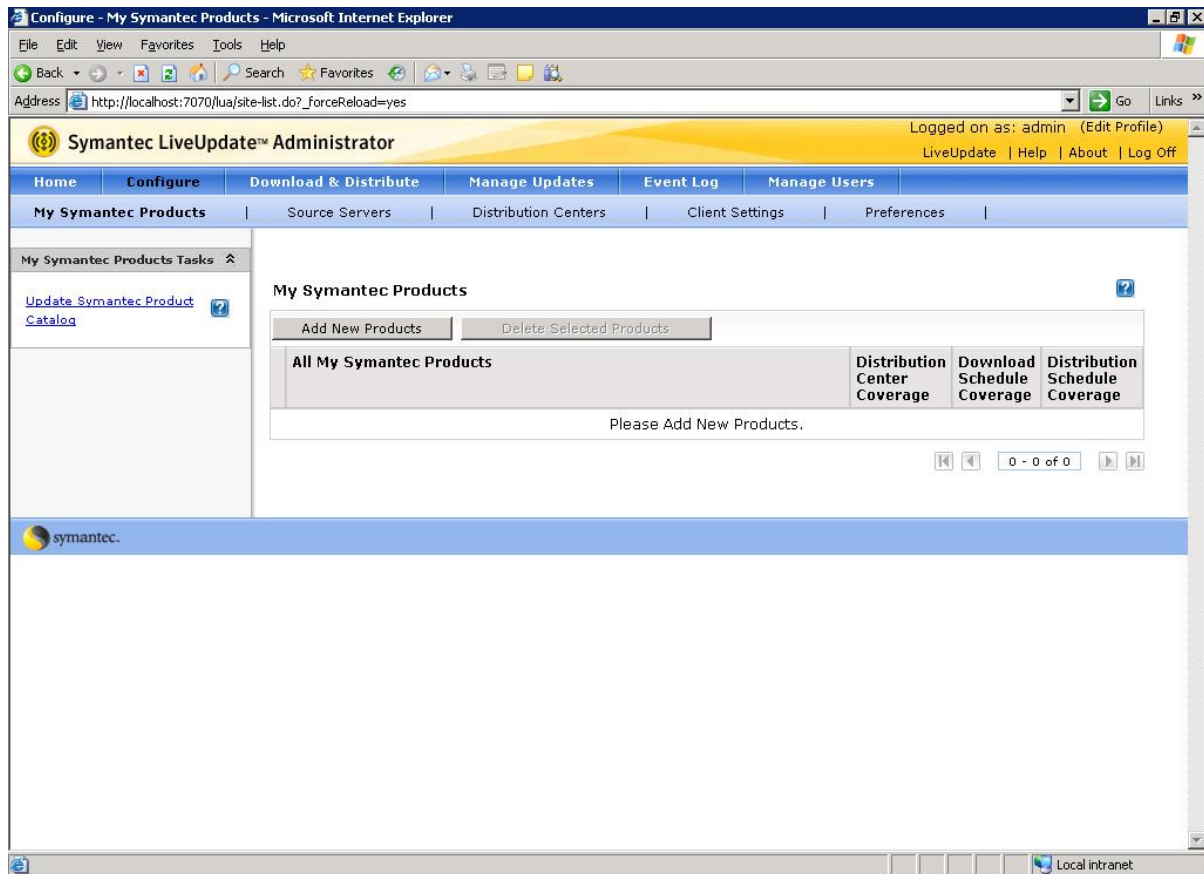 Configure - My Symantec Products - Microsoft Internet Explorer
File Edit View Favorites Tools Help
Back Search Favorites
Address http://localhost:7070/lua/site-list.do?_forceReload=yes Go Links »
Symantec LiveUpdate™ Administrator
Logged on as: admin (Edit Profile)
LiveUpdate | Help | About | Log Off
Home Configure Download & Distribute Manage Updates Event Log Manage Users
My Symantec Products | Source Servers | Distribution Centers | Client Settings | Preferences |
My Symantec Products Tasks
Update Symantec Product
Catalog
?
My Symantec Products
?
Add New Products Delete Selected Products
All My Symantec Products
Distribution Center Coverage
Download Schedule Coverage
Distribution Schedule Coverage
Please Add New Products.
0 - 0 of 0
symantec.
Local intranet